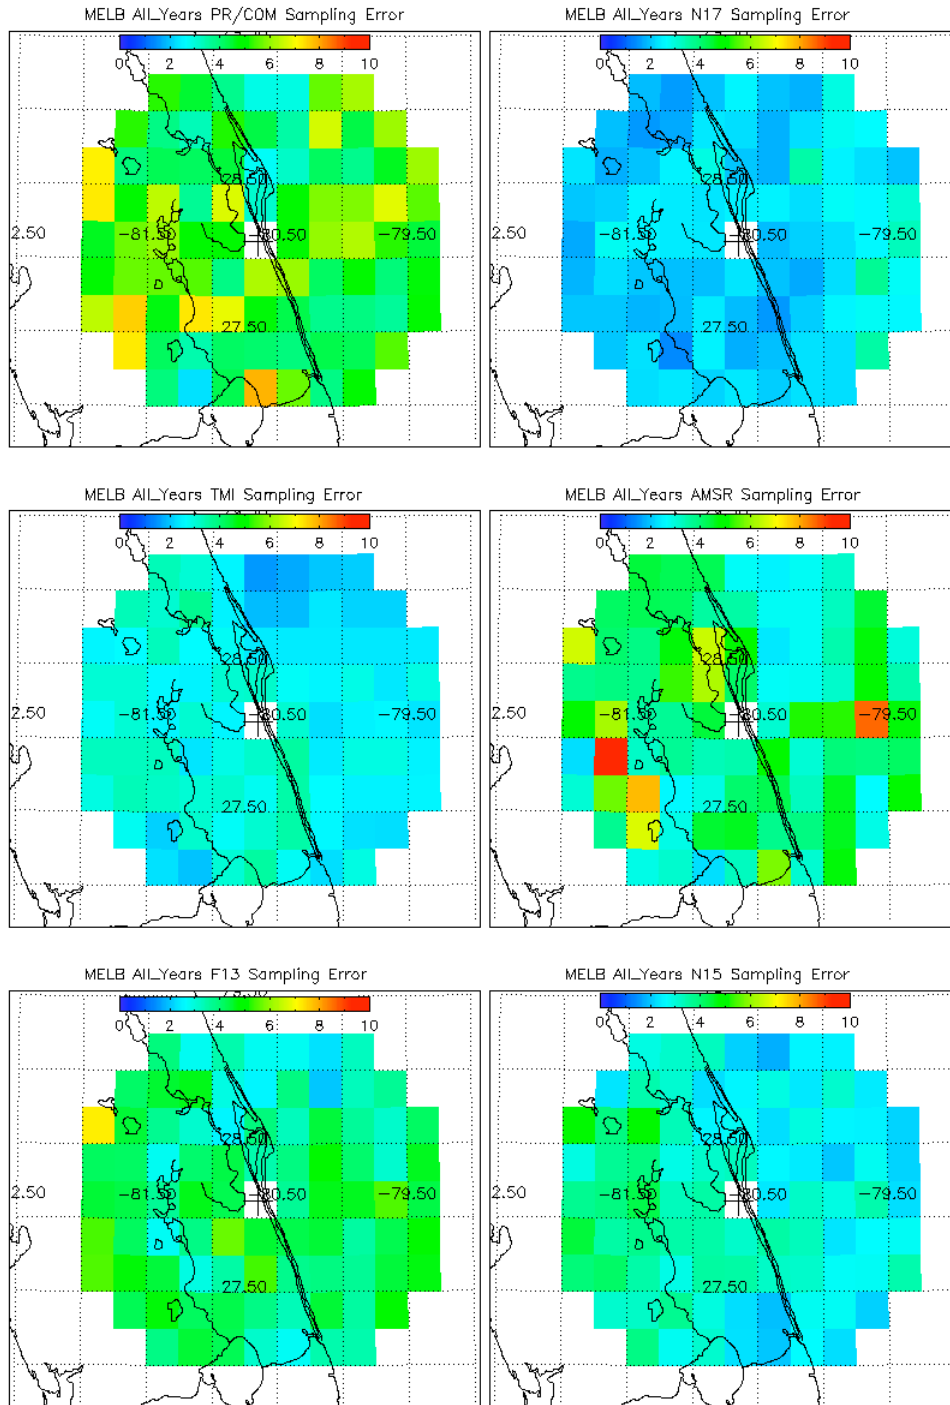 MELB All_Years PR/COM Sampling Error
0 2 4 6 8 10
28.50
2.50 -81.50 -80.50 -79.50
27.50
MELB All_Years N17 Sampling Error
0 2 4 6 8 10
28.50
2.50 -81.50 -80.50 -79.50
27.50
MELB All_Years TMI Sampling Error
0 2 4 6 8 10
28.50
2.50 -81.50 -80.50 -79.50
27.50
MELB All_Years AMSR Sampling Error
0 2 4 6 8 10
28.50
2.50 -81.50 -80.50 -79.50
27.50
MELB All_Years F13 Sampling Error
0 2 4 6 8 10
28.50
2.50 -81.50 -80.50 -79.50
27.50
MELB All_Years N15 Sampling Error
0 2 4 6 8 10
28.50
2.50 -81.50 -80.50 -79.50
27.50